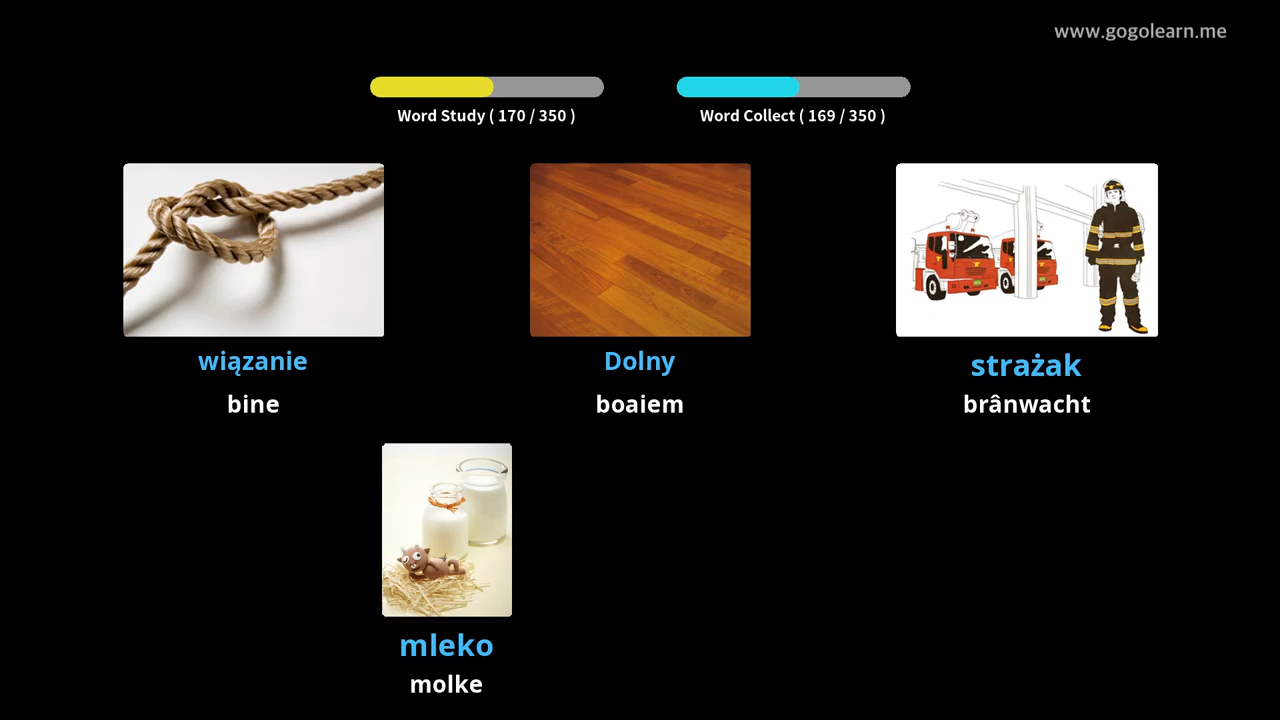 www.gogolearn.me
Word Study ( 170 / 350 )
Word Collect ( 169 / 350 )
wiązanie
bine
Dolny
boaiem
strażak
brânwacht
mleko
molke